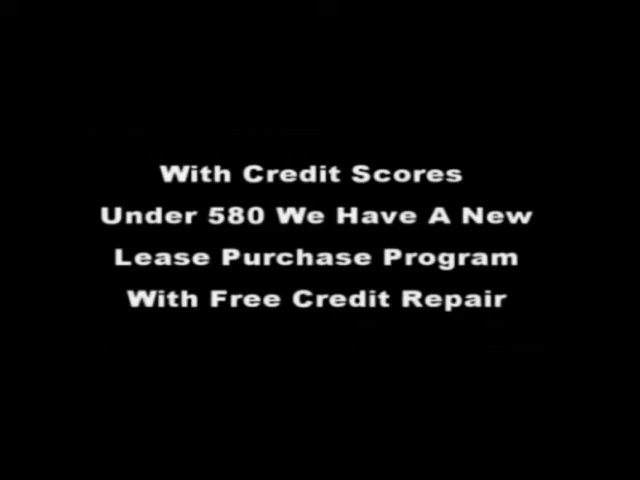 With Credit Scores
Under 580 We Have A New
Lease Purchase Program
With Free Credit Repair